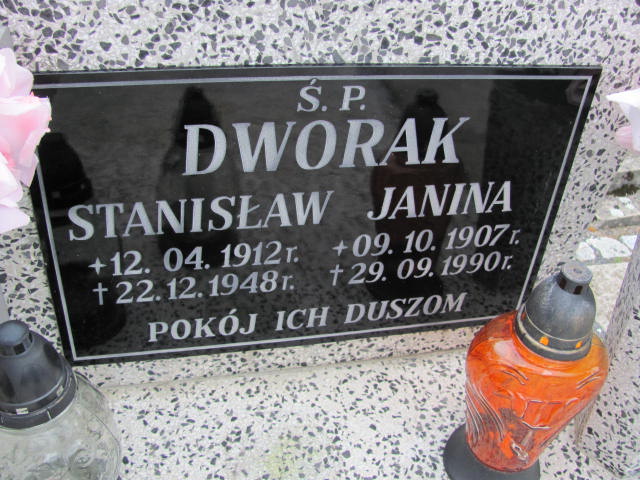 Ś. P.
DWORAK
STANISŁAW JANINA
+12. 04. 1912r. +09. 10. 1907r.
†22.12.1948r. †29.09.1990r.
POKÓJ ICH DUSZOM